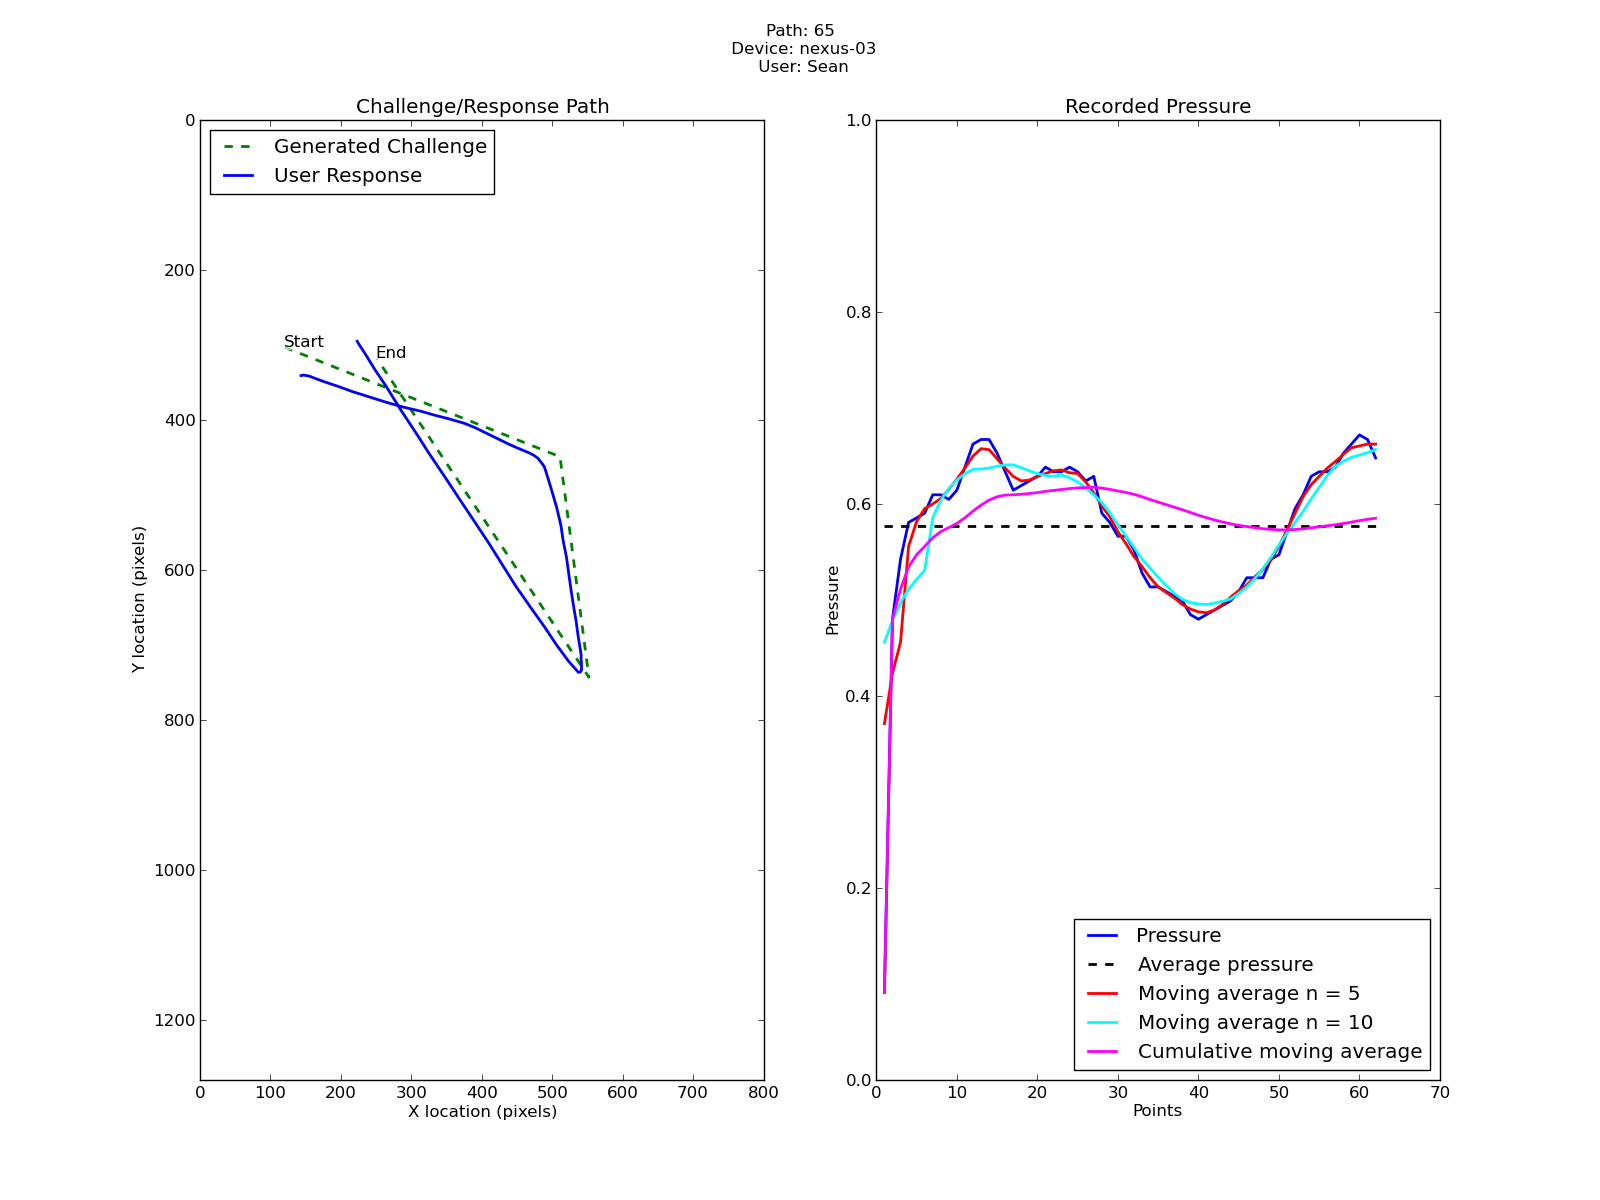 Path: 65
Device: nexus-03
User: Sean
Challenge/Response Path
Generated Challenge
User Response
Start
End
0
200
400
600
800
1000
1200
Y location (pixels)
0 100 200 300 400 500 600 700 800
X location (pixels)
Recorded Pressure
1.0
0.8
0.6
0.4
0.2
0.0
Pressure
Pressure
Average pressure
Moving average n = 5
Moving average n = 10
Cumulative moving average
0 10 20 30 40 50 60 70
Points